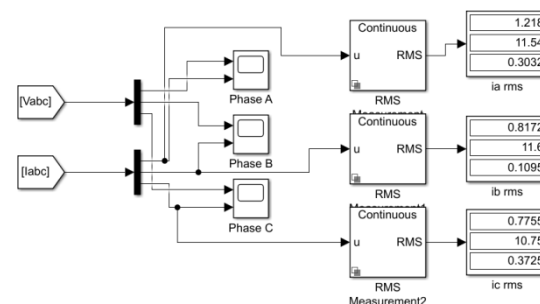 Continuous
u
RMS
RMS
1.218
11.54
0.3032
ia rms
[Vabc]
Phase A
Continuous
u
RMS
RMS
0.8172
11.6
0.1095
ib rms
Phase B
[Iabc]
Continuous
u
RMS
RMS
Measurement2
0.7755
10.75
0.3725
ic rms
Phase C